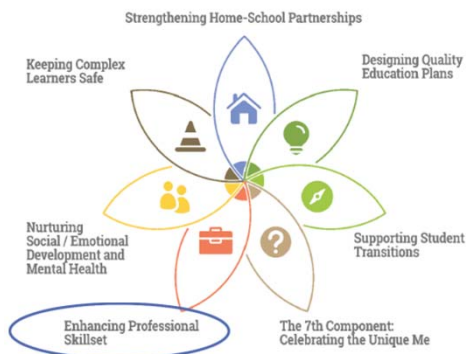 Strengthening Home-School Partnerships
Keeping Complex
Learners Safe
Designing Quality
Education Plans
Nurturing
Social / Emotional
Development and
Mental Health
Supporting Student
Transitions
Enhancing Professional
Skillset
The 7th Component:
Celebrating the Unique Me